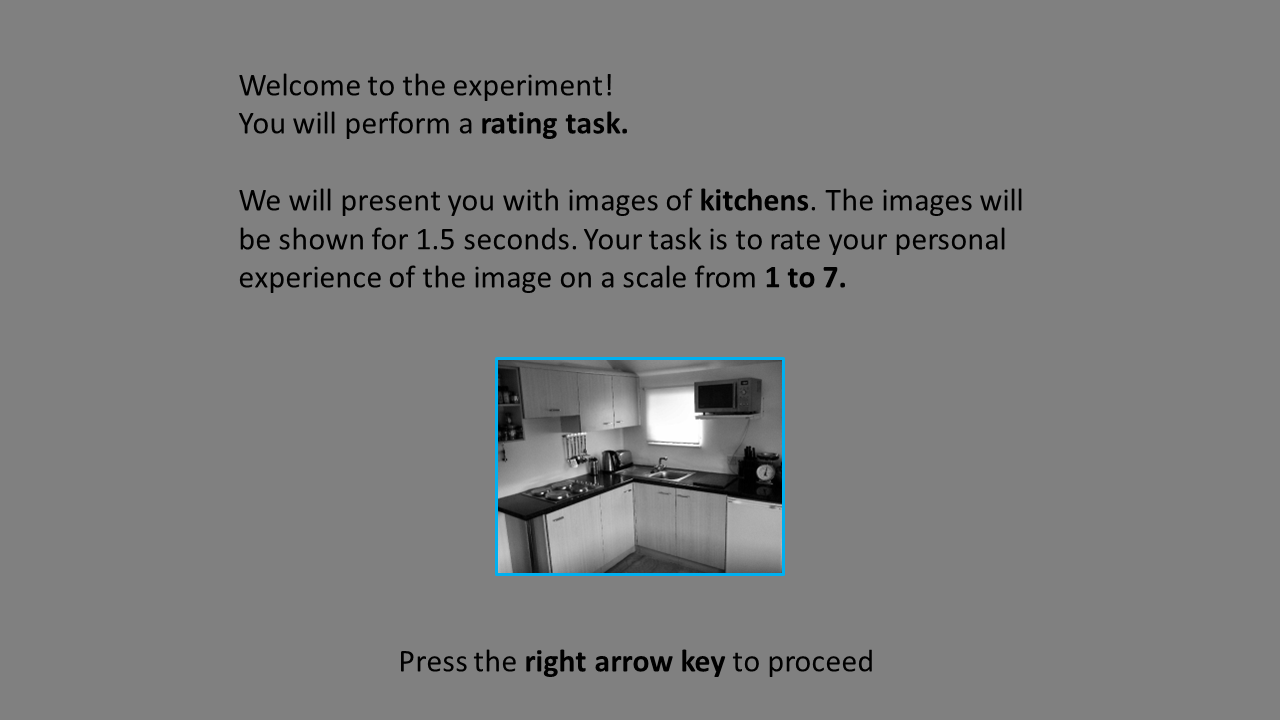 Welcome to the experiment!
You will perform a rating task.
We will present you with images of kitchens. The images will
be shown for 1.5 seconds. Your task is to rate your personal
experience of the image on a scale from 1 to 7.
Press the right arrow key to proceed